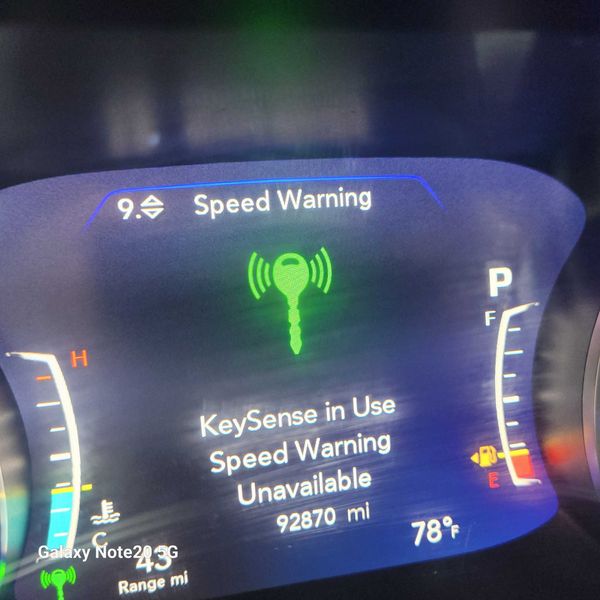 9. Speed Warning
P
F
H
KeySense in Use
Speed Warning
Unavailable
E
92870 mi
C
78°F
43
Range mi
Galaxy Note20 5G